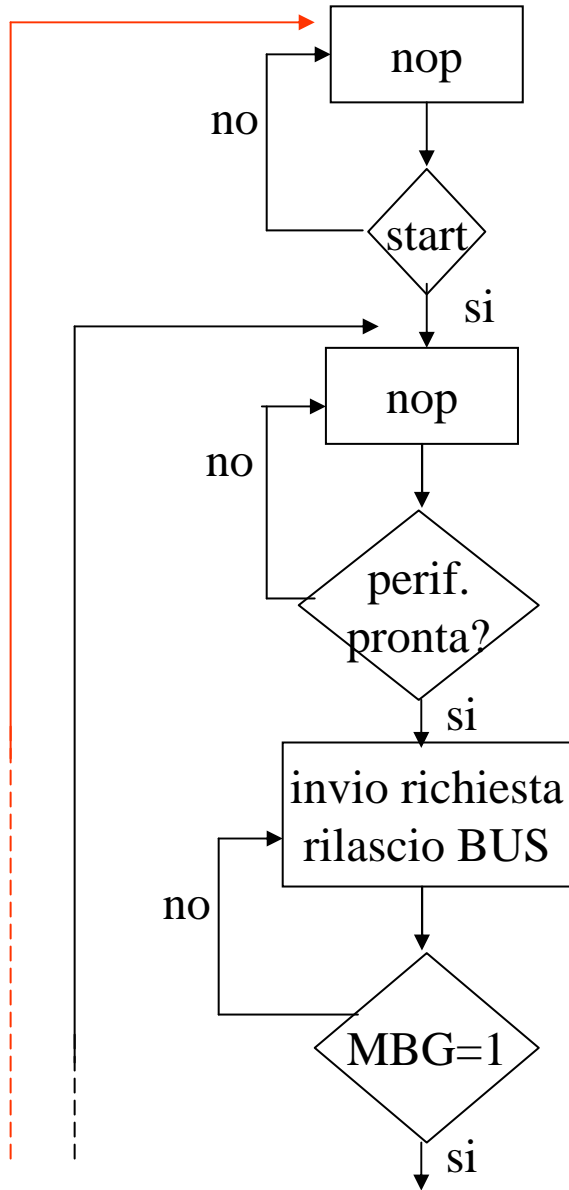 nop
no
start
si
nop
no
perif.
pronta?
si
invio richiesta
rilascio BUS
no
MBG=1
si